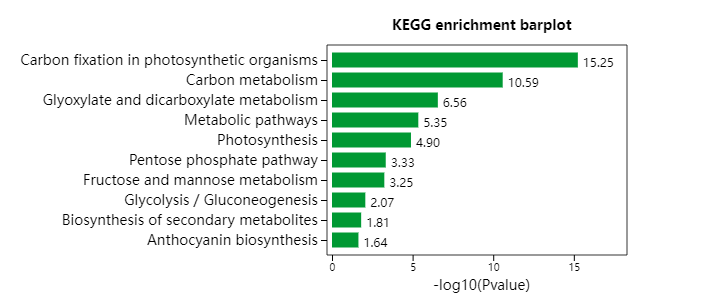 KEGG enrichment barplot
Carbon fixation in photosynthetic organisms 15.25
Carbon metabolism 10.59
Glyoxylate and dicarboxylate metabolism 6.56
Metabolic pathways 5.35
Photosynthesis 4.90
Pentose phosphate pathway 3.33
Fructose and mannose metabolism 3.25
Glycolysis / Gluconeogenesis 2.07
Biosynthesis of secondary metabolites 1.81
Anthocyanin biosynthesis 1.64
0 5 10 15
-log10(Pvalue)